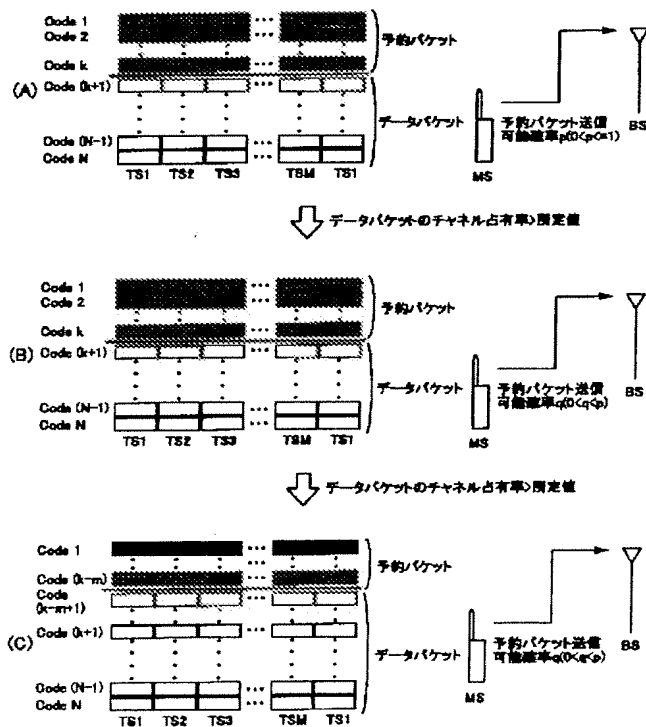 (A)
Code 1
Code 2
Code k
Code (k+1)
Code (N-1)
Code N
TS1 TS2 TS3 TSM TS1
予約パケット
データパケット
MS
予約パケット送信
可能確率p(0<p<=1)
BS
データパケットのチャネル占有率>所定値
(B)
Code 1
Code 2
Code k
Code (k+1)
Code (N-1)
Code N
TS1 TS2 TS3 TSM TS1
予約パケット
データパケット
MS
予約パケット送信
可能確率q(0<q<p)
BS
データパケットのチャネル占有率>所定値
(C)
Code 1
Code (k-m)
Code
(k-m+1)
Code (k+1)
Code (N-1)
Code N
TS1 TS2 TS3 TSM TS1
予約パケット
データパケット
MS
予約パケット送信
可能確率q(0<q<p)
BS